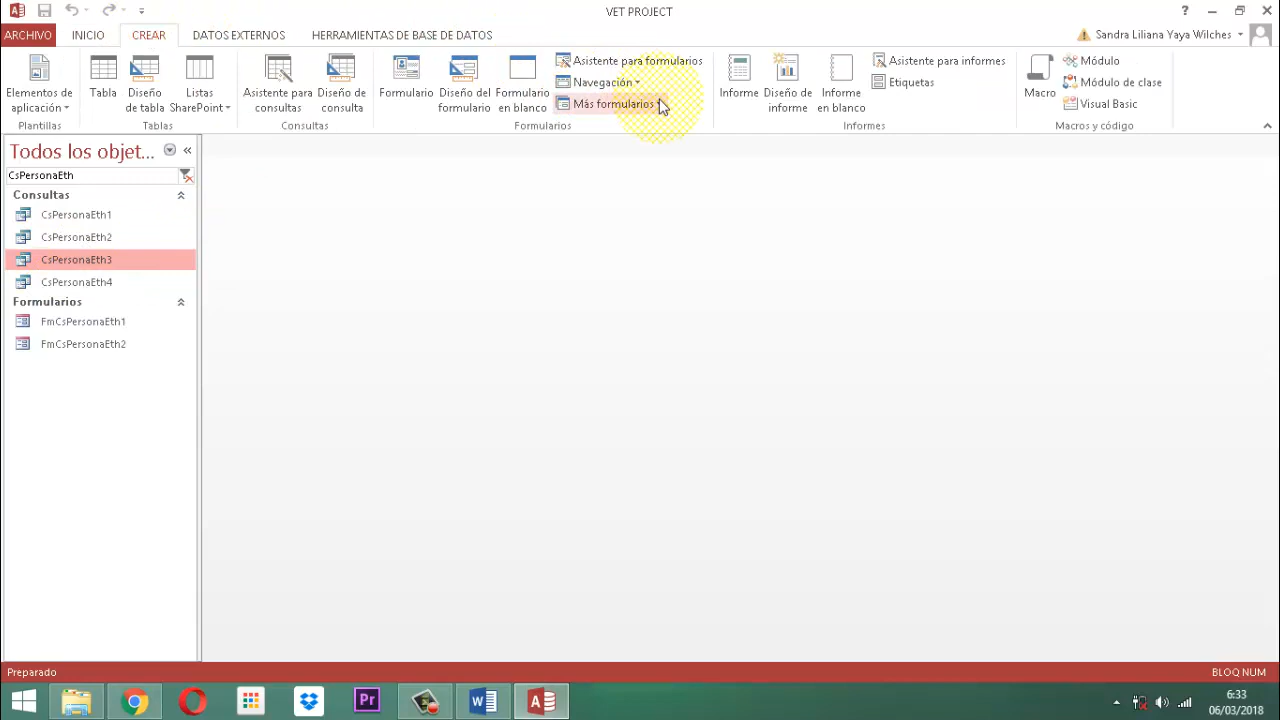 VET PROJECT
?
ARCHIVO INICIO CREAR DATOS EXTERNOS HERRAMIENTAS DE BASE DE DATOS Sandra Liliana Yaya Wilches
Elementos de aplicación
Tabla
Diseño de tabla
Listas SharePoint
Asistente para consultas
Diseño de consulta
Formulario
Diseño del formulario
Formulario en blanco
Asistente para formularios
Navegación
Más formularios
Informe
Diseño de informe
Informe en blanco
Asistente para informes
Etiquetas
Macro
Módulo
Módulo de clase
Visual Basic
Plantillas Tablas Consultas Formularios Informes Macros y código
Todos los objet...
CsPersonaEth
Consultas
CsPersonaEth1
CsPersonaEth2
CsPersonaEth3
CsPersonaEth4
Formularios
FmCsPersonaEth1
FmCsPersonaEth2
Preparado BLOQ NUM
Pr
6:33
06/03/2018